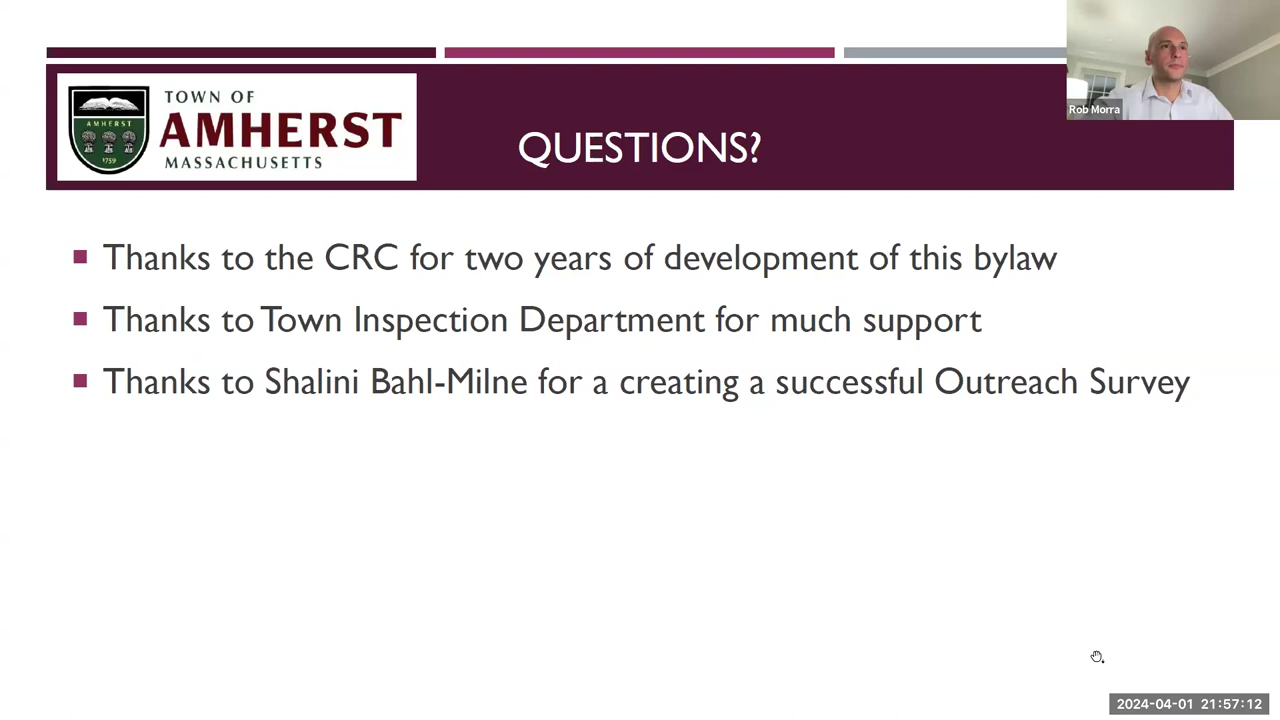 TOWN OF
AMHERST
MASSACHUSETTS
AMHERST
1759
QUESTIONS?
Rob Morra
Thanks to the CRC for two years of development of this bylaw
Thanks to Town Inspection Department for much support
Thanks to Shalini Bahl-Milne for a creating a successful Outreach Survey
2024-04-01 21:57:12